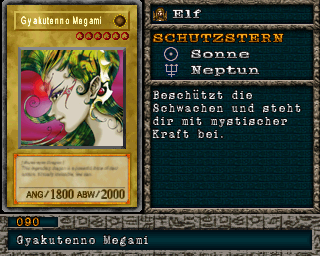 Gyakutenno Megami
ANG/1800 ABW/2000
Elf
SCHUTZSTERN
Sonne
Neptun
Beschützt die
Schwachen und steht
dir mit mystischer
Kraft bei.
090
Gyakutenno Megami